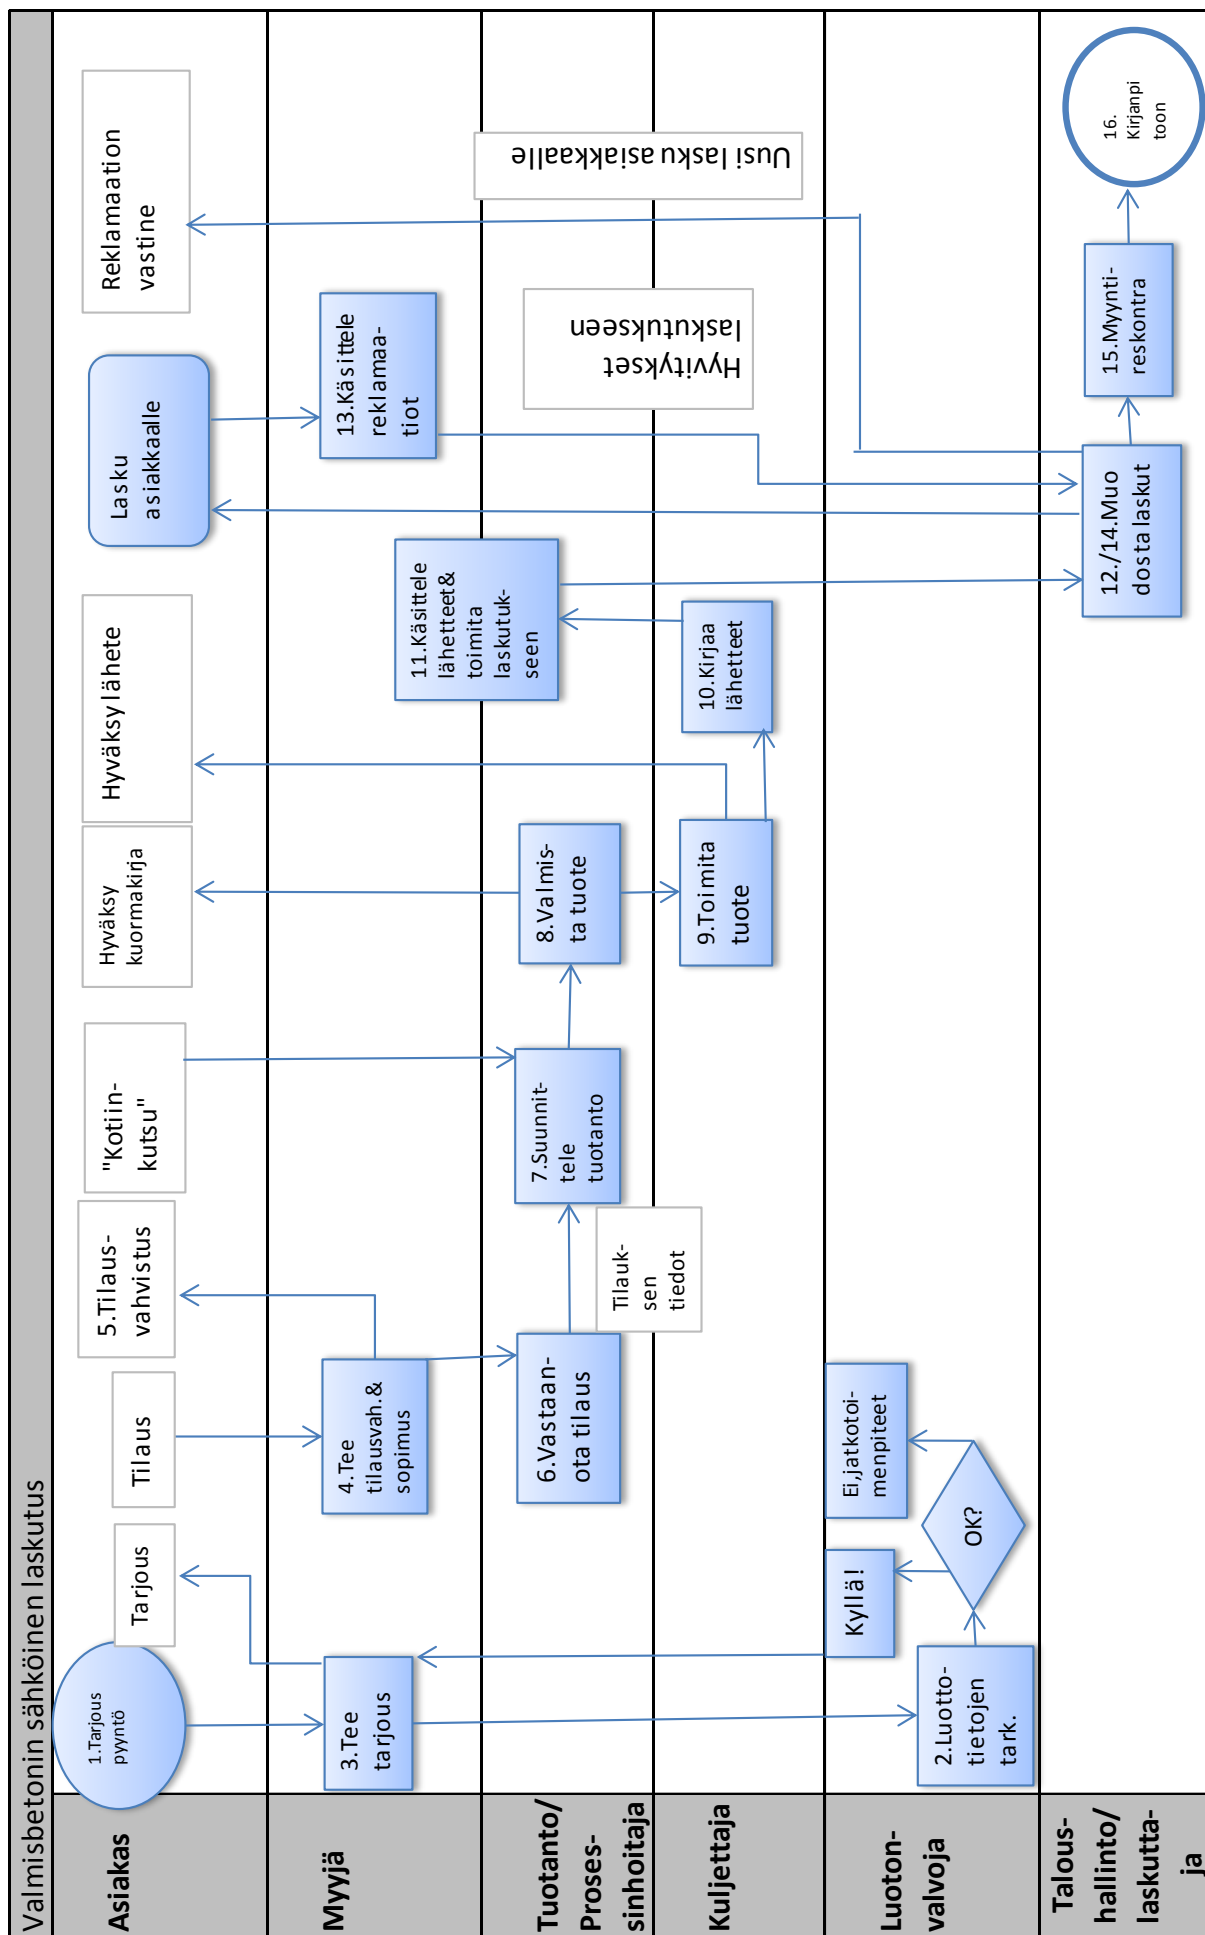 Valmisbetonin sähköinen laskutus
Asiakas
1.Tarjous
pyyntö
Tarjous
Tilaus
5.Tilaus-
vahvistus
"Kotiin-
kutsu"
Hyväksy
kuormakirja
Hyväksy lähete
Lasku
asiakkaalle
Reklamaation
vastine
Myyjä
3.Tee
tarjous
4.Tee
tilausvah.&
sopimus
11.Käsittele
lähetteet&
toimita
laskutuk-
seen
13.Käsittele
reklamaa-
tiot
Tuotanto/
Proses-
sinhoitaja
6.Vastaan-
ota tilaus
7.Suunnit-
tele
tuotanto
8.Valmis-
ta tuote
Tilauk-
sen
tiedot
Hyvitykset
laskutukseen
Uusi lasku asiakkaalle
Kuljettaja
9.Toimita
tuote
10.Kirjaa
lähetteet
Luoton-
valvoja
2.Luotto-
tietojen
tark.
OK?
Kyllä!
Ei,jatkotoi-
menpiteet
Talous-
hallinto/
laskutta-
ja
12./14.Muo
dosta laskut
15.Myynti-
reskontra
16.
Kirjanpi
toon